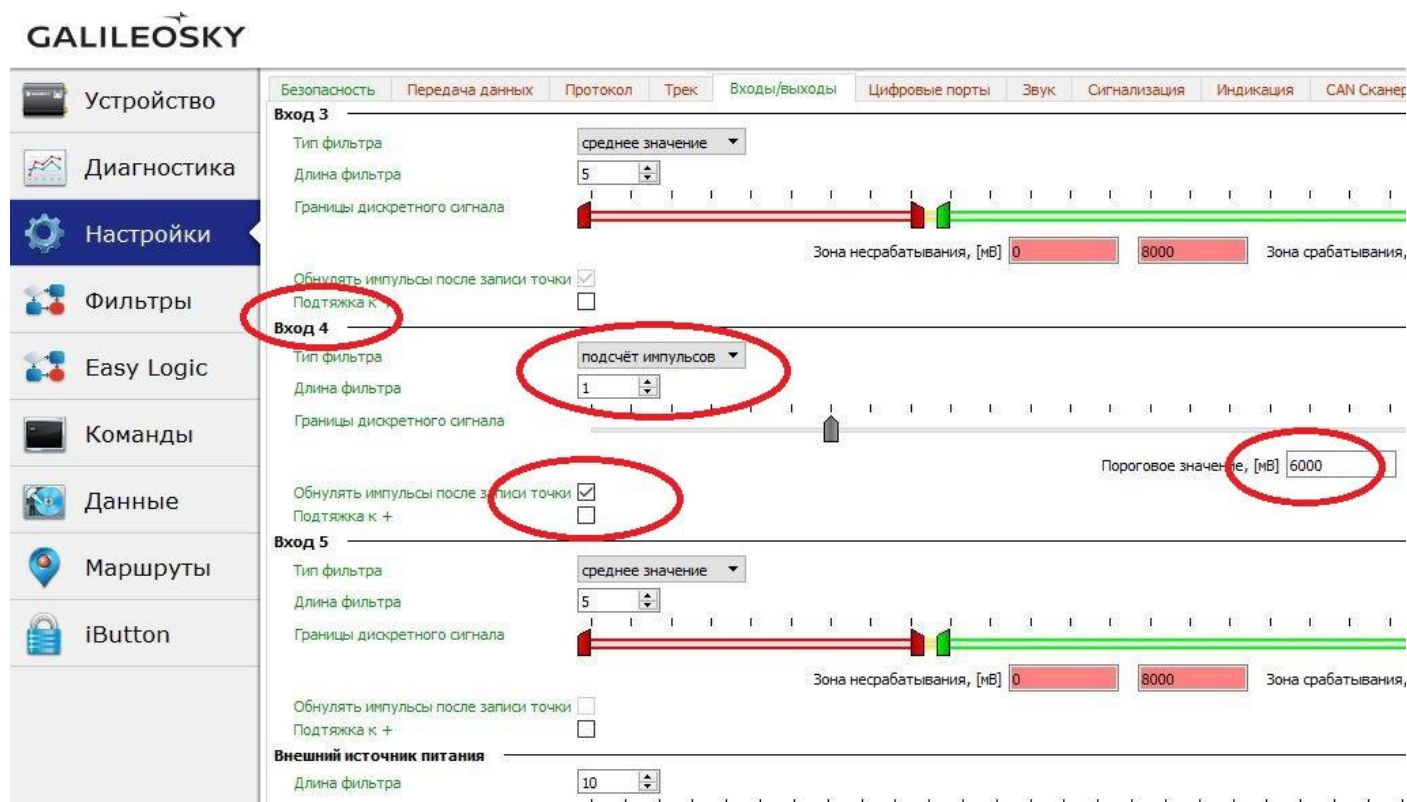 GALILEOSKY
Устройство
Диагностика
Настройки
Фильтры
Easy Logic
Команды
Данные
Маршруты
iButton
Безопасность Передача данных Протокол Трек Входы/выходы Цифровые порты Звук Сигнализация Индикация CAN Сканер
Вход 3
Тип фильтра среднее значение
Длина фильтра 5
Границы дискретного сигнала
Зона несрабатывания, [мВ] 0 8000 Зона срабатывания,
Обнулять импульсы после записи точки
Подтяжка к +
Вход 4
Тип фильтра подсчёт импульсов
Длина фильтра 1
Границы дискретного сигнала
Пороговое значение, [мВ] 6000
Обнулять импульсы после записи точки
Подтяжка к +
Вход 5
Тип фильтра среднее значение
Длина фильтра 5
Границы дискретного сигнала
Зона несрабатывания, [мВ] 0 8000 Зона срабатывания,
Обнулять импульсы после записи точки
Подтяжка к +
Внешний источник питания
Длина фильтра 10